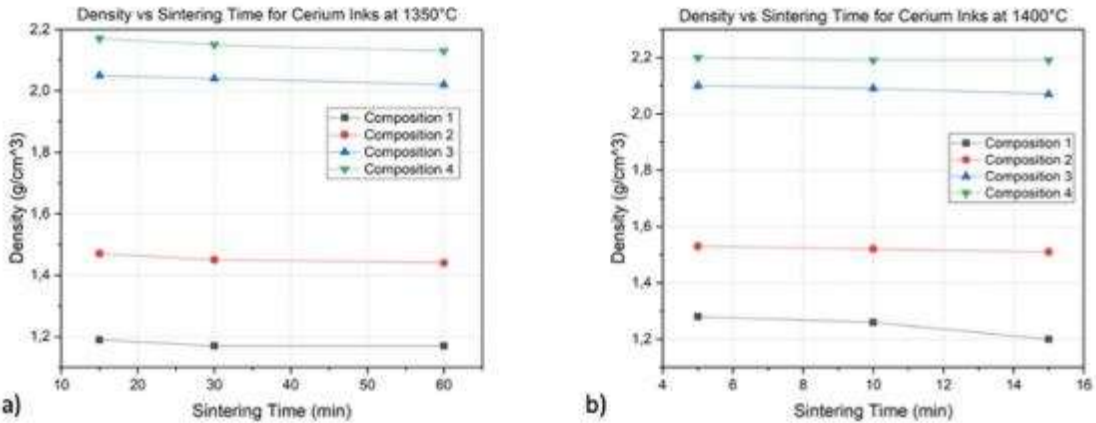 Density vs Sintering Time for Cerium Inks at 1350°C
2,2
2,0
1,8
1,6
1,4
1,2
Density (g/cm^3)
Composition 1
Composition 2
Composition 3
Composition 4
10 20 30 40 50 60
Sintering Time (min)
a)
Density vs Sintering Time for Cerium Inks at 1400°C
2,2
2,0
1,8
1,6
1,4
1,2
Density (g/cm^3)
Composition 1
Composition 2
Composition 3
Composition 4
4 6 8 10 12 14 16
Sintering Time (min)
b)